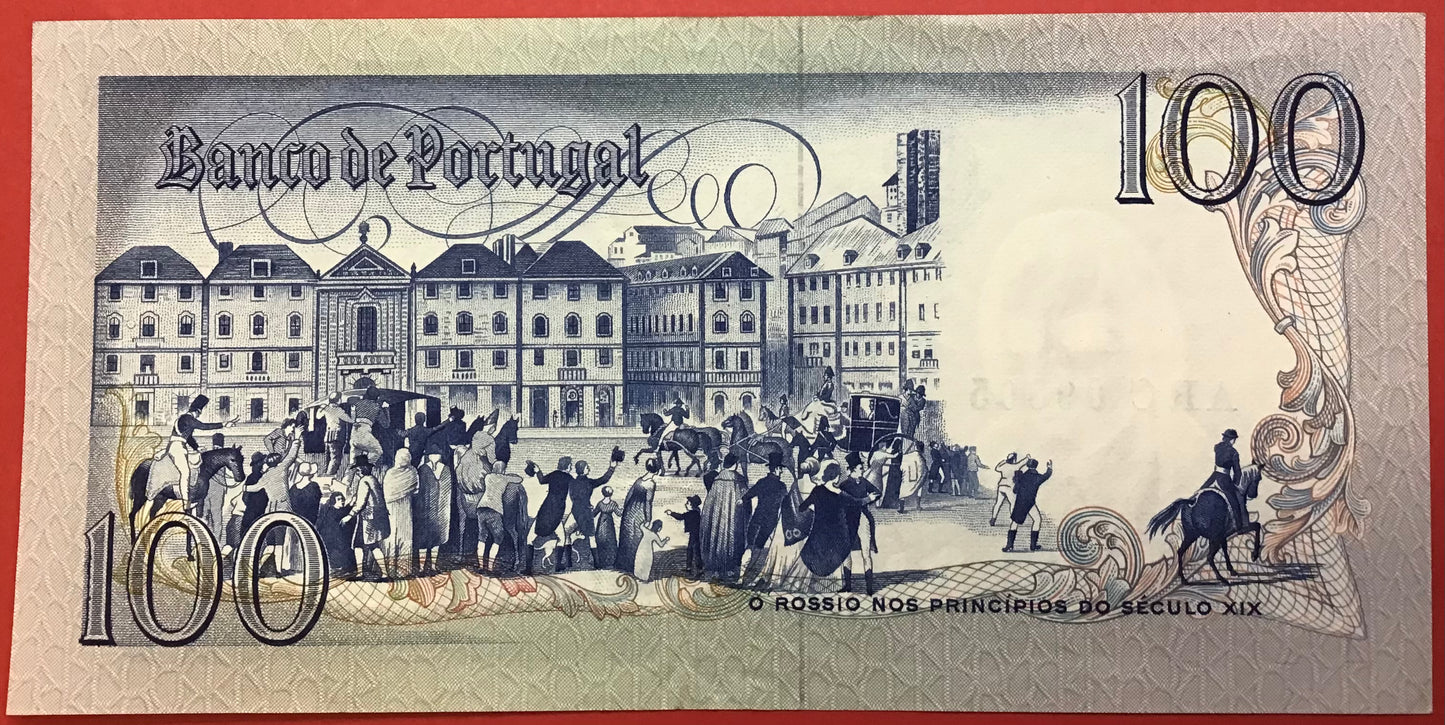 Banco de Portugal
100
100
O ROSSIO NOS PRINCÍPIOS DO SÉCULO XIX